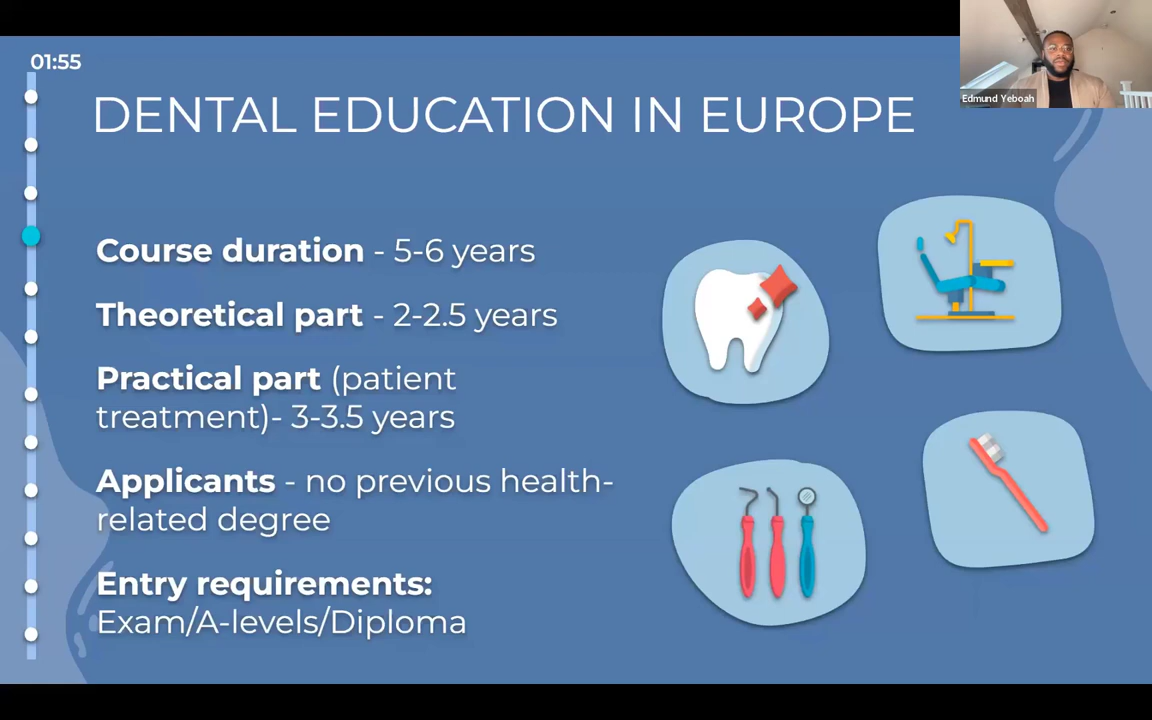 01:55
DENTAL EDUCATION IN EUROPE
Edmund Yeboah
Course duration - 5-6 years
Theoretical part - 2-2.5 years
Practical part (patient
treatment)- 3-3.5 years
Applicants - no previous health-
related degree
Entry requirements:
Exam/A-levels/Diploma